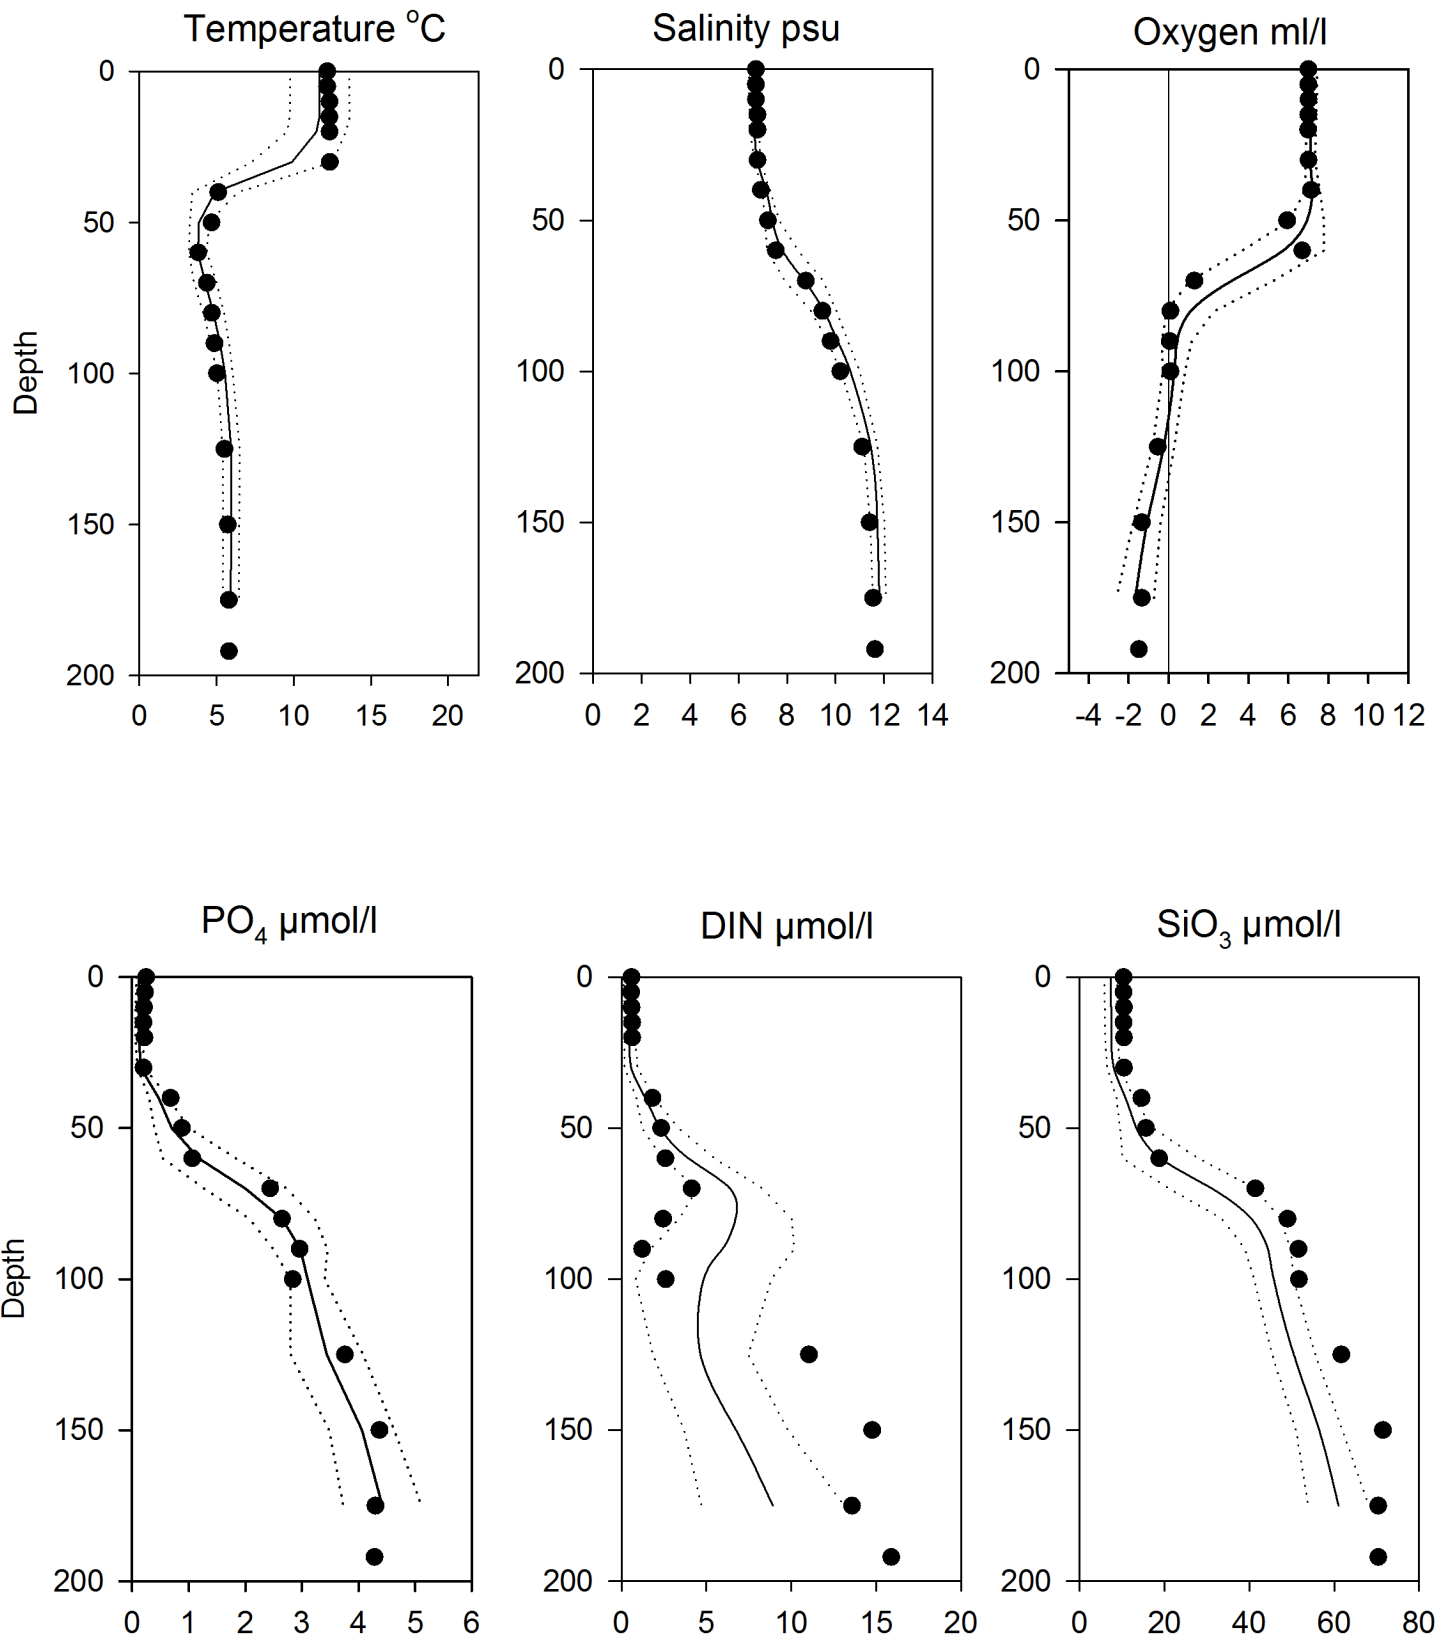 Temperature °C
Salinity psu
Oxygen ml/l
0
50
100
150
200
Depth
0 5 10 15 20
0
50
100
150
200
0 2 4 6 8 10 12 14
0
50
100
150
200
-4 -2 0 2 4 6 8 10 12
PO₄ µmol/l
DIN µmol/l
SiO₃ µmol/l
0
50
100
150
200
Depth
0 1 2 3 4 5 6
0
50
100
150
200
0 5 10 15 20
0
50
100
150
200
0 20 40 60 80